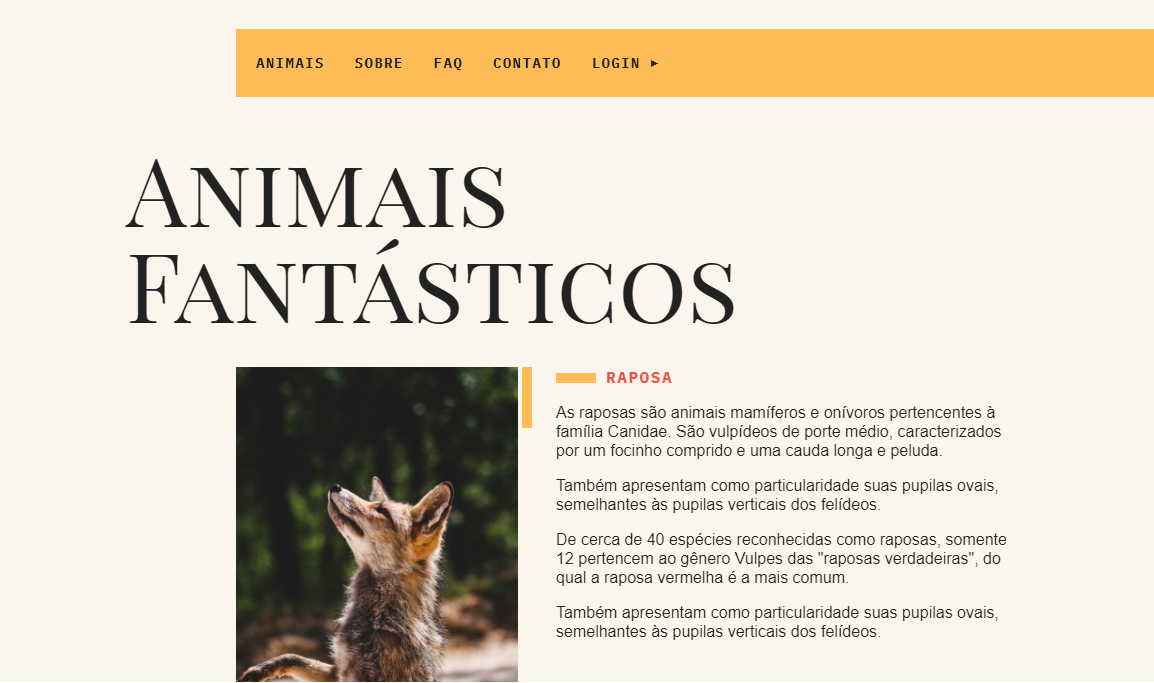 ANIMAIS SOBRE FAQ CONTATO LOGIN ▸
ANIMAIS
FANTÁSTICOS
RAPOSA
As raposas são animais mamíferos e onívoros pertencentes à
família Canidae. São vulpídeos de porte médio, caracterizados
por um focinho comprido e uma cauda longa e peluda.
Também apresentam como particularidade suas pupilas ovais,
semelhantes às pupilas verticais dos felídeos.
De cerca de 40 espécies reconhecidas como raposas, somente
12 pertencem ao gênero Vulpes das "raposas verdadeiras", do
qual a raposa vermelha é a mais comum.
Também apresentam como particularidade suas pupilas ovais,
semelhantes às pupilas verticais dos felídeos.